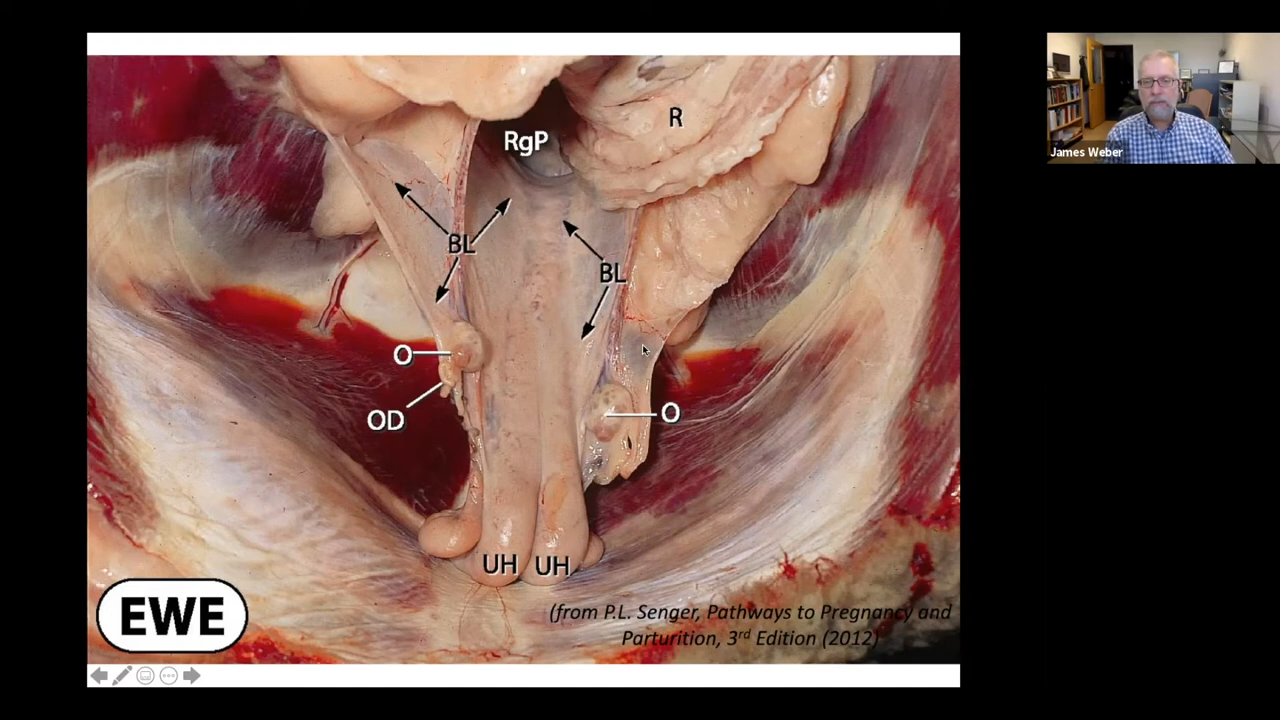 R
RgP
BL
BL
O
OD
O
UH
UH
EWE
(from P.L. Senger, Pathways to Pregnancy and
Parturition, 3rd Edition (2012)
James Weber